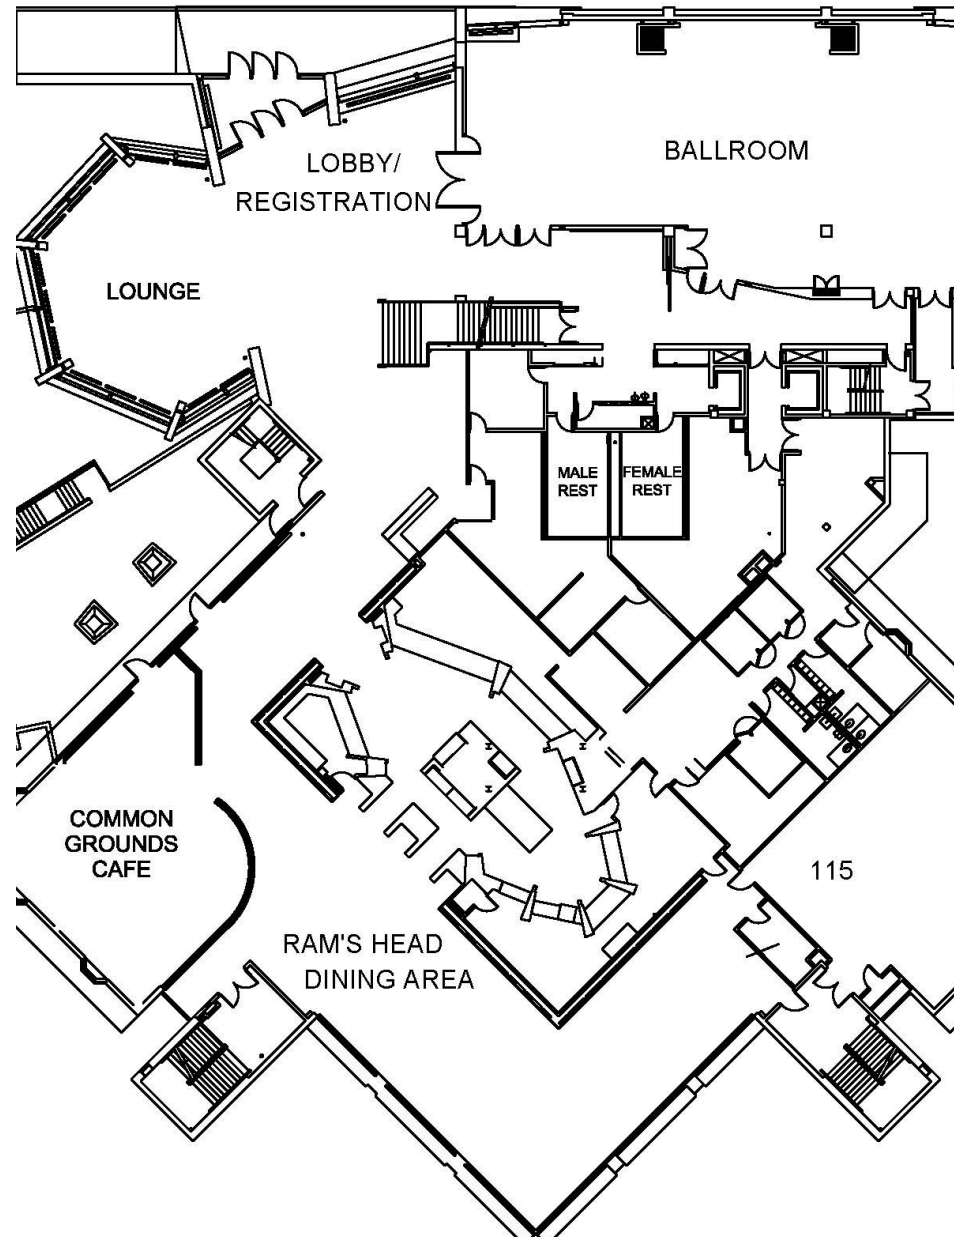 BALLROOM
LOBBY/
REGISTRATION
LOUNGE
MALE
REST
FEMALE
REST
COMMON
GROUNDS
CAFE
115
RAM'S HEAD
DINING AREA